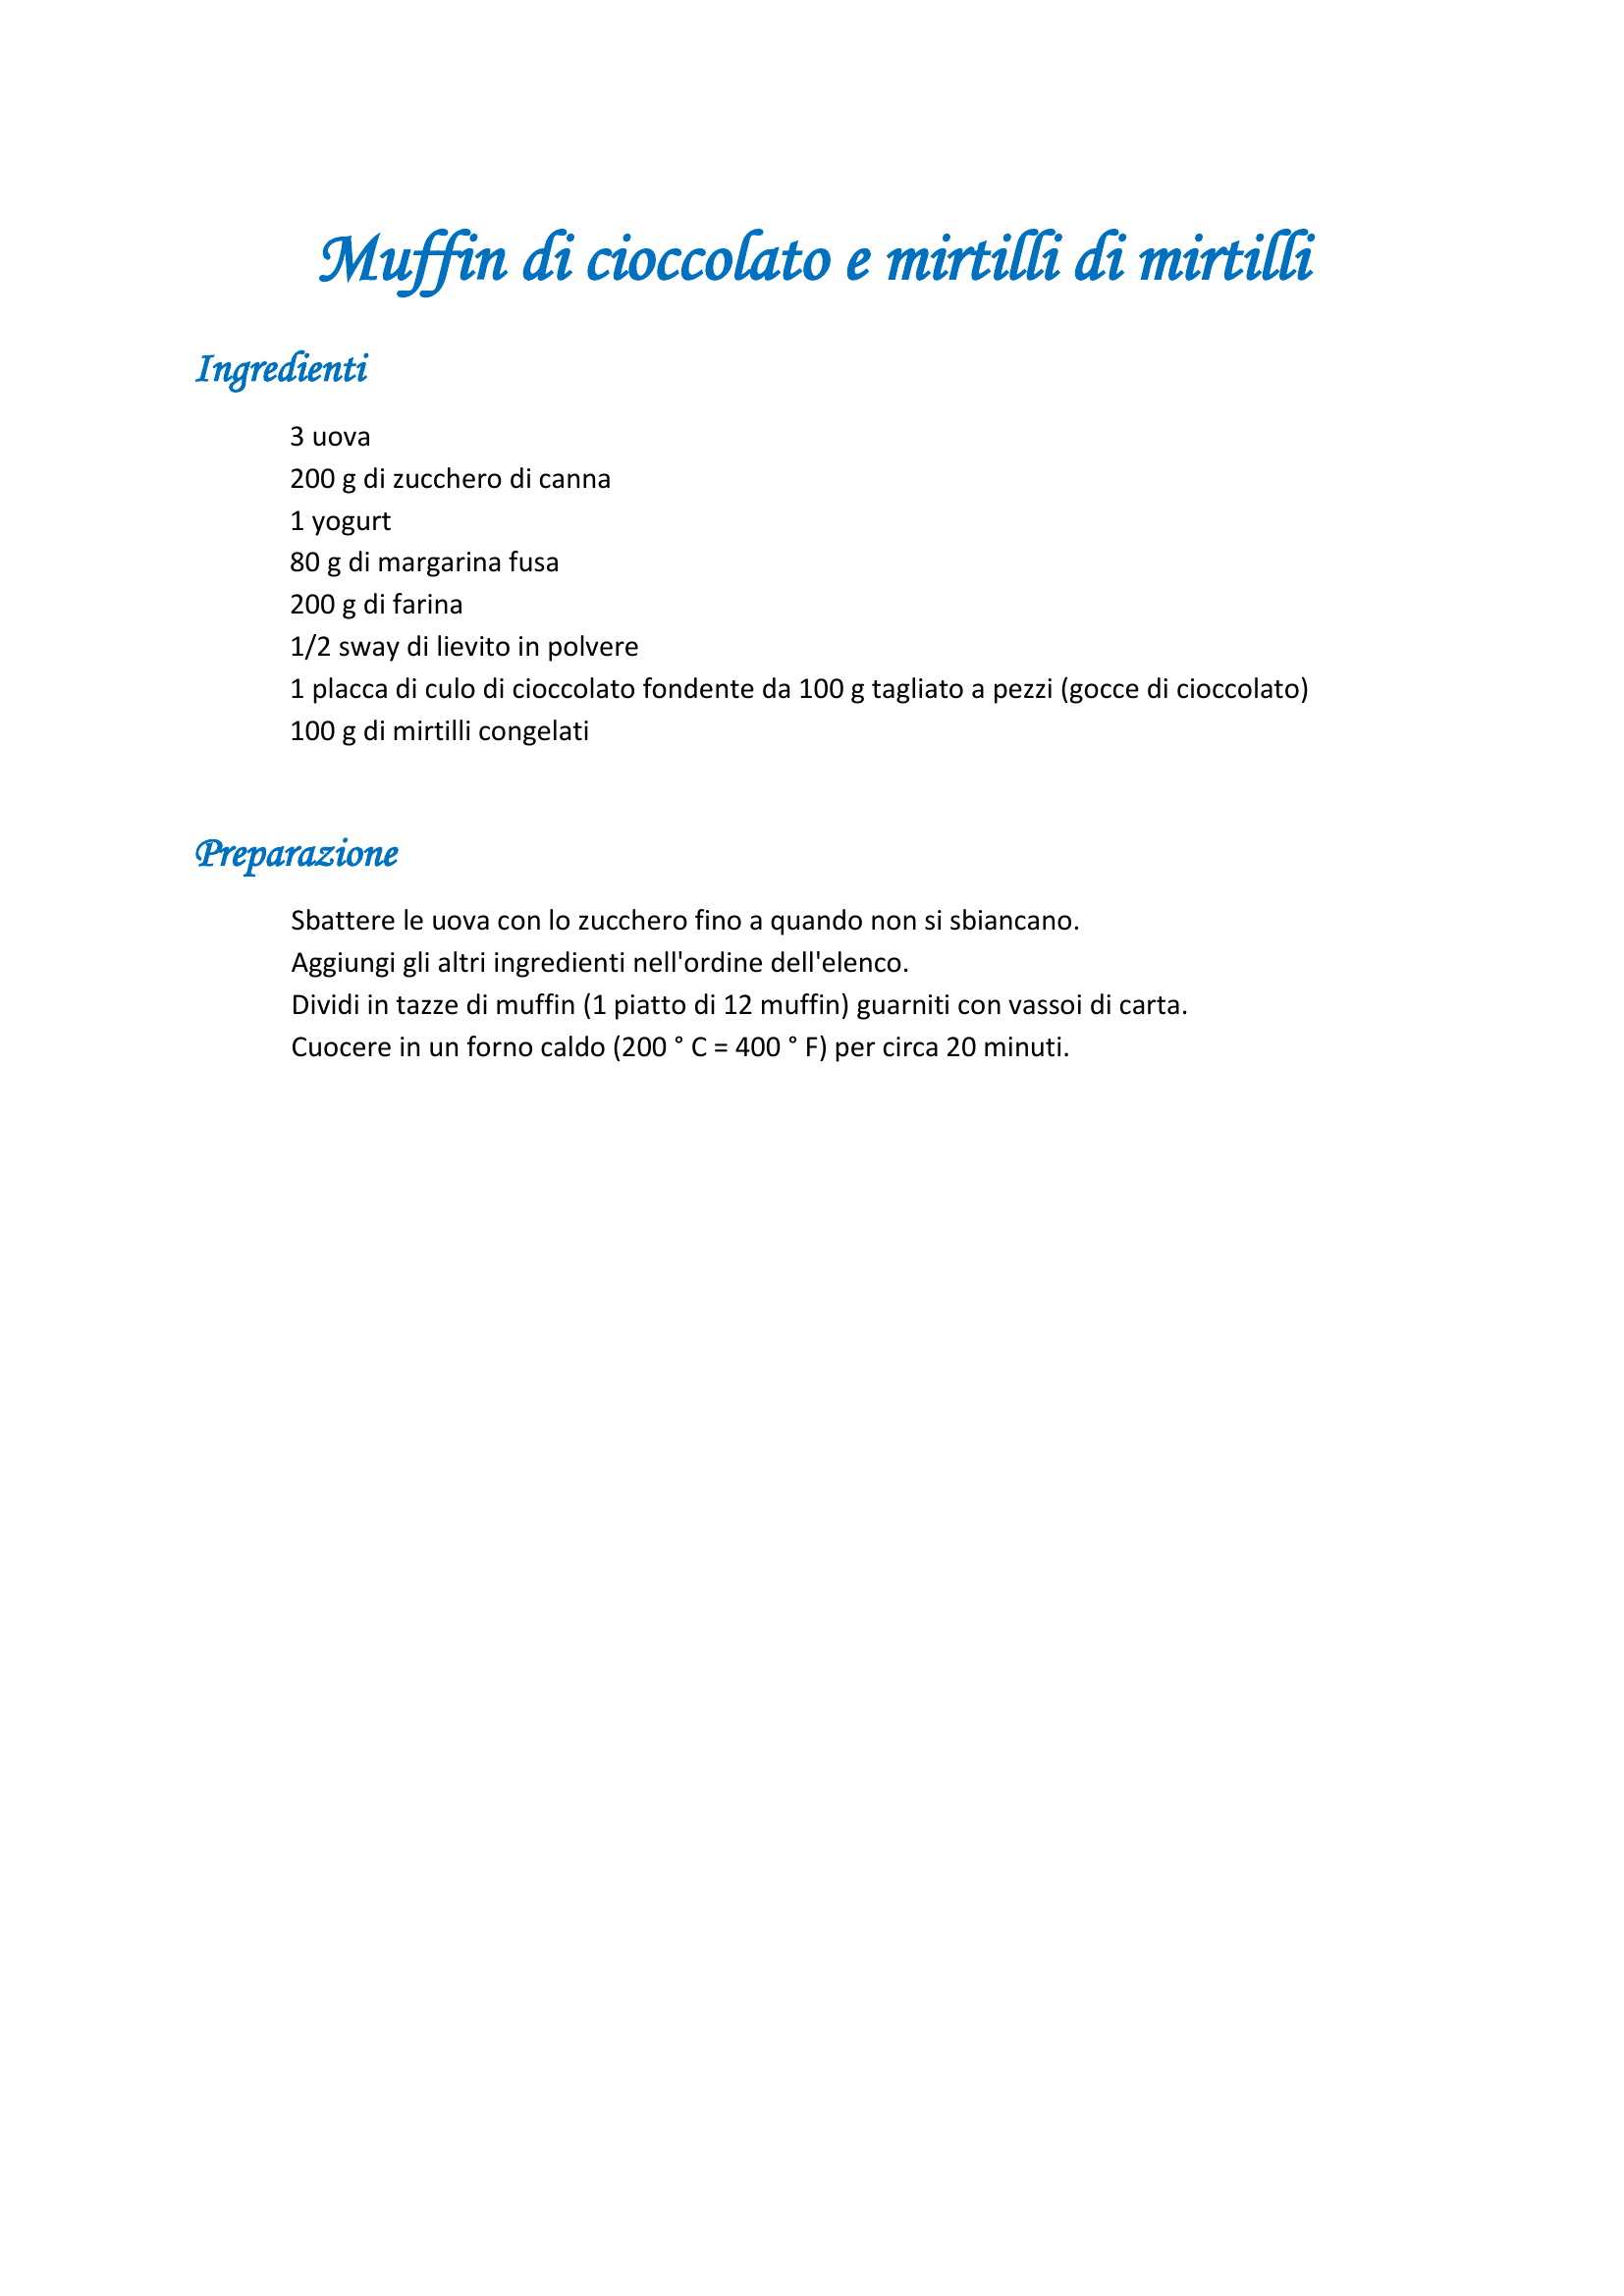 Muffin di cioccolato e mirtilli di mirtilli
Ingredienti
3 uova
200 g di zucchero di canna
1 yogurt
80 g di margarina fusa
200 g di farina
1/2 sway di lievito in polvere
1 placca di culo di cioccolato fondente da 100 g tagliato a pezzi (gocce di cioccolato)
100 g di mirtilli congelati
Preparazione
Sbattere le uova con lo zucchero fino a quando non si sbiancano.
Aggiungi gli altri ingredienti nell'ordine dell'elenco.
Dividi in tazze di muffin (1 piatto di 12 muffin) guarniti con vassoi di carta.
Cuocere in un forno caldo (200 ° C = 400 ° F) per circa 20 minuti.